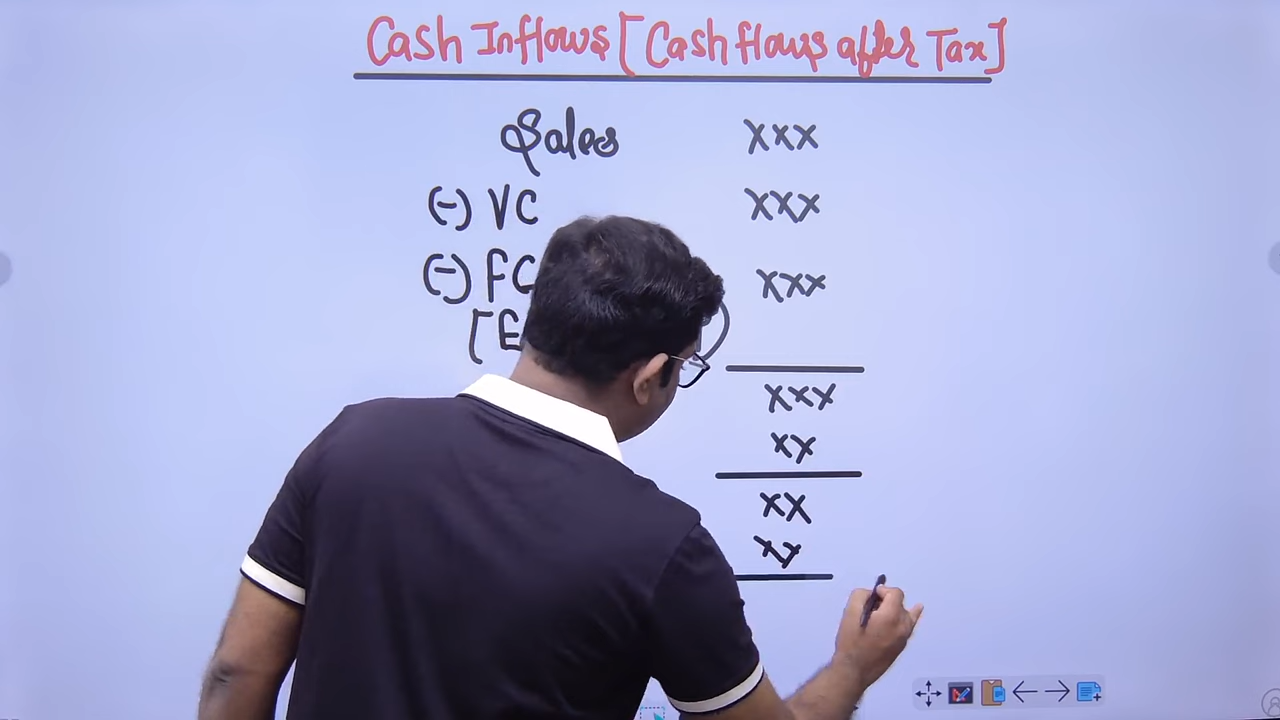 Cash Inflows [Cash flows after Tax]
Sales xxx
(-) VC xxx
(-) FC xxx
[E
xxx
xx
xx
xx